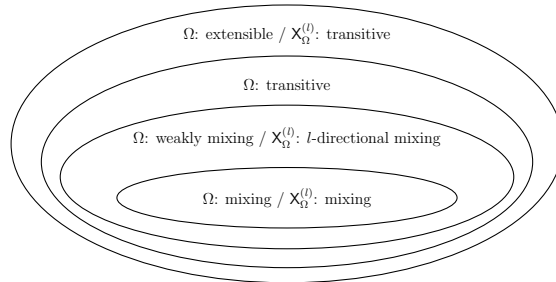 Ω: extensible / X_Ω^(l): transitive
Ω: transitive
Ω: weakly mixing / X_Ω^(l): l-directional mixing
Ω: mixing / X_Ω^(l): mixing